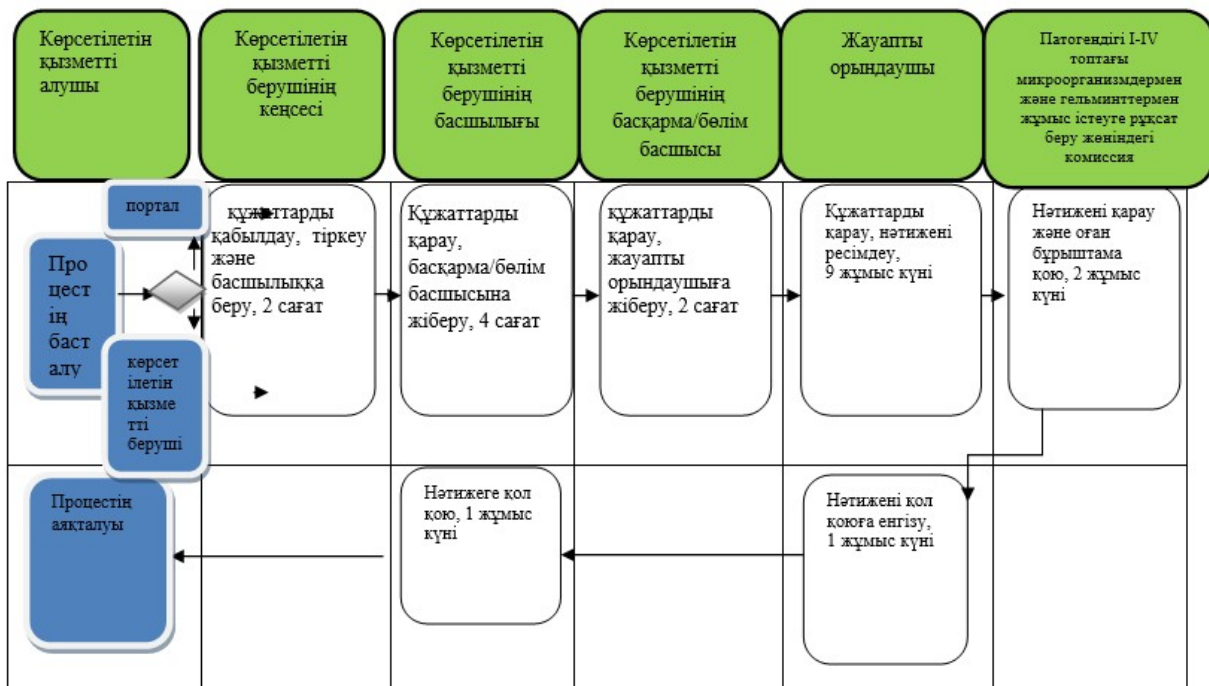 Көрсетілетін
қызметті
алушы
Көрсетілетін
қызметті
берушінің
кеңсесі
Көрсетілетін
қызметті
берушінің
басшылығы
Көрсетілетін
қызметті
берушінің
басқарма/бөлім
басшысы
Жауапты
орындаушы
Патогендігі I-IV
топтағы
микроорганизмдермен
және гельминттермен
жұмыс істеуге рұқсат
беру жөніндегі
комиссия
Про
цест
ің
баст
алу
портал
көрсет
ілетін
қызме
тті
беруші
құжаттарды
қабылдау, тіркеу
және
басшылыққа
беру, 2 сағат
Құжаттарды
қарау,
басқарма/бөлім
басшысына
жіберу, 4 сағат
құжаттарды
қарау,
жауапты
орындаушыға
жіберу, 2 сағат
Құжаттарды
қарау, нәтижені
ресімдеу,
9 жұмыс күні
Нәтижені қарау
және оған
бұрыштама
қою, 2 жұмыс
күні
Процестің
аяқталуы
Нәтижеге қол
қою, 1 жұмыс
күні
Нәтижені қол
қоюға енгізу,
1 жұмыс күні